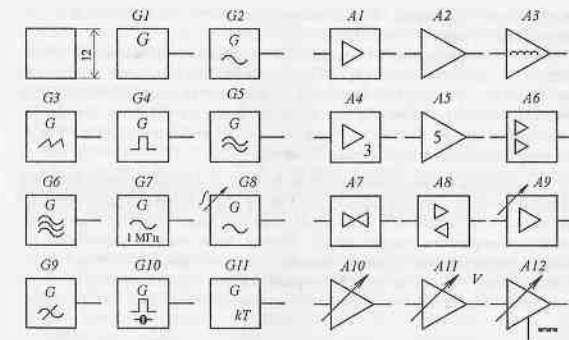 G1 G2 A1 A2 A3
12 G G
G3 G4 G5 A4 A5 A6
G G G 3 5
G6 G7 G8 A7 A8 A9
G G 1 МГц f G
G9 G10 G11 A10 A11 V A12
G G G kT